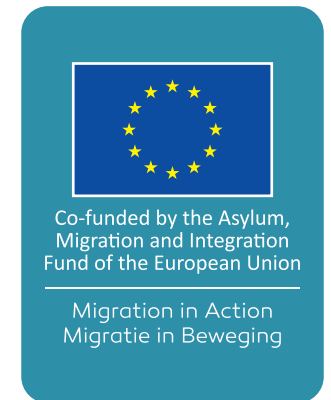 Co-funded by the Asylum,
Migration and Integration
Fund of the European Union
Migration in Action
Migratie in Beweging